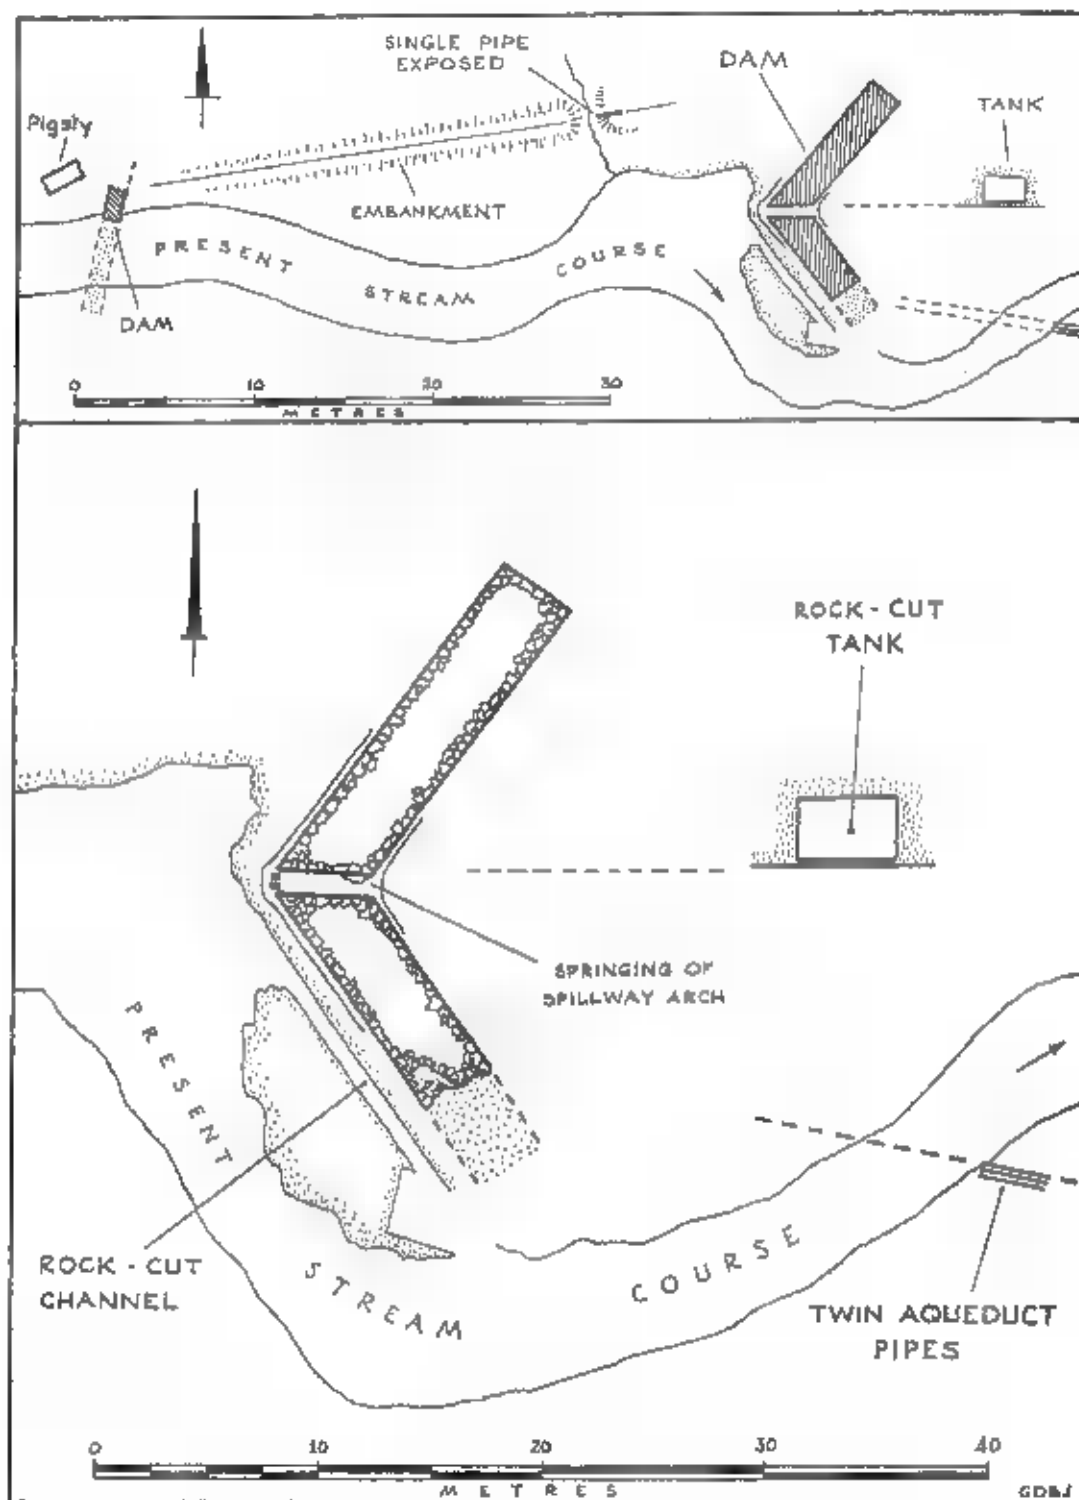 SINGLE PIPE
EXPOSED
DAM
TANK
Pigsty
EMBANKMENT
PRESENT
STREAM
COURSE
DAM
0 10 20 30
METRES
ROCK-CUT
TANK
SPRINGING OF
SPILLWAY ARCH
PRESENT
STREAM
COURSE
ROCK-CUT
CHANNEL
TWIN AQUEDUCT
PIPES
0 10 20 30 40
METRES